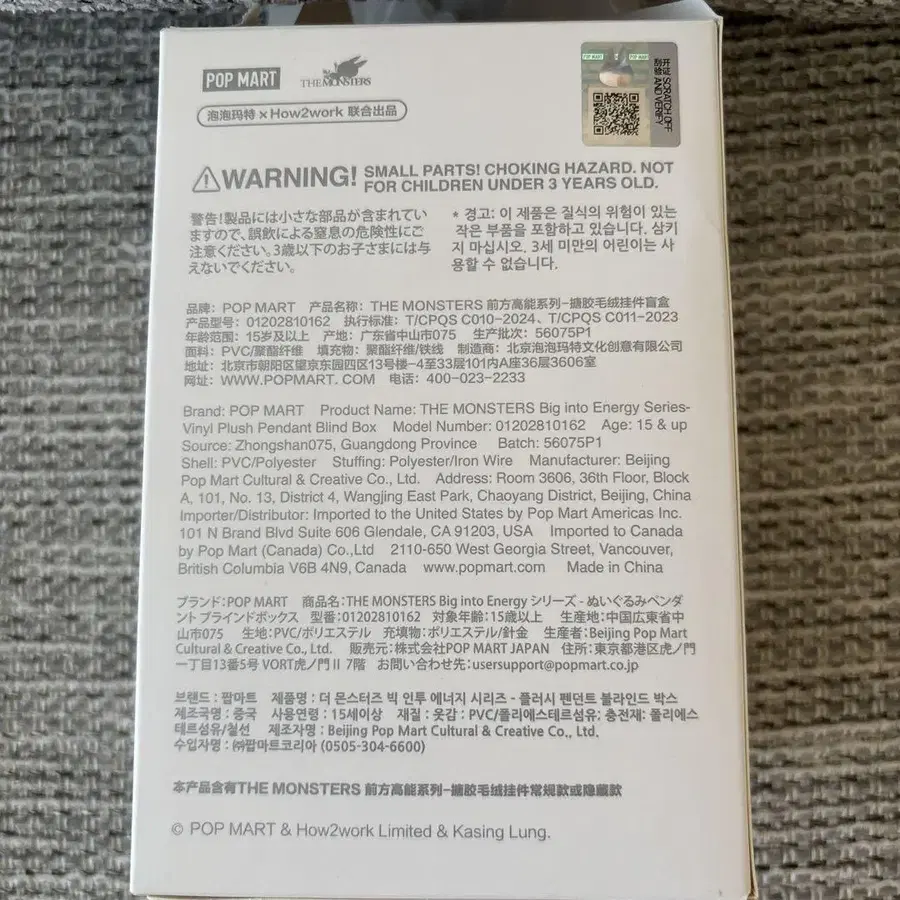 POP MART
THE MONSTERS
泡泡玛特 × How2work 联合出品
POP MART
POP MART
刮涂层 验真伪
SCRATCH OFF AND VERIFY
WARNING! SMALL PARTS! CHOKING HAZARD. NOT
FOR CHILDREN UNDER 3 YEARS OLD.
警告!製品には小さな部品が含まれてい
ますので、誤飲による窒息の危険性にご
注意ください。3歳以下のお子さまには与
えないでください。
* 경고: 이 제품은 질식의 위험이 있는
작은 부품을 포함하고 있습니다. 삼키
지 마십시오. 3세 미만의 어린이는 사
용할 수 없습니다.
品牌：POP MART 产品名称：THE MONSTERS 前方高能系列-搪胶毛绒挂件盲盒
产品型号：01202810162 执行标准：T/CPQS C010-2024、T/CPQS C011-2023
年龄范围：15岁及以上 产地：广东省中山市075 生产批次：56075P1
面料：PVC/聚酯纤维 填充物：聚酯纤维/铁线 制造商：北京泡泡玛特文化创意有限公司
地址：北京市朝阳区望京东园四区13号楼-4至33层101内A座36层3606室
网址：WWW.POPMART.COM 电话：400-023-2233
Brand: POP MART Product Name: THE MONSTERS Big into Energy Series-
Vinyl Plush Pendant Blind Box Model Number: 01202810162 Age: 15 & up
Source: Zhongshan075, Guangdong Province Batch: 56075P1
Shell: PVC/Polyester Stuffing: Polyester/Iron Wire Manufacturer: Beijing
Pop Mart Cultural & Creative Co., Ltd. Address: Room 3606, 36th Floor, Block
A, 101, No. 13, District 4, Wangjing East Park, Chaoyang District, Beijing, China
Importer/Distributor: Imported to the United States by Pop Mart Americas Inc.
101 N Brand Blvd Suite 606 Glendale, CA 91203, USA Imported to Canada
by Pop Mart (Canada) Co.,Ltd 2110-650 West Georgia Street, Vancouver,
British Columbia V6B 4N9, Canada www.popmart.com Made in China
ブランド：POP MART 商品名：THE MONSTERS Big into Energy シリーズ - ぬいぐるみペンダ
ント ブラインドボックス 型番：01202810162 対象年齢：15歳以上 生産地：中国広東省中
山市075 生地：PVC/ポリエステル 充填物：ポリエステル/針金 生産者：Beijing Pop Mart
Cultural & Creative Co., Ltd. 販売元：株式会社POP MART JAPAN 住所：東京都港区虎ノ門
一丁目13番5号 VORT虎ノ門Ⅱ 7階 お問い合わせ先：usersupport@popmart.co.jp
브랜드 : 팝마트 제품명 : 더 몬스터즈 빅 인투 에너지 시리즈 - 플러시 펜던트 블라인드 박스
제조국명 : 중국 사용연령 : 15세이상 재질 : 옷감 : PVC/폴리에스테르섬유; 충전재: 폴리에스
테르섬유/철선 제조자명 : Beijing Pop Mart Cultural & Creative Co., Ltd.
수입자명 : ㈜팝마트코리아 (0505-304-6600)
本产品含有THE MONSTERS 前方高能系列-搪胶毛绒挂件常规款或隐藏款
© POP MART & How2work Limited & Kasing Lung.